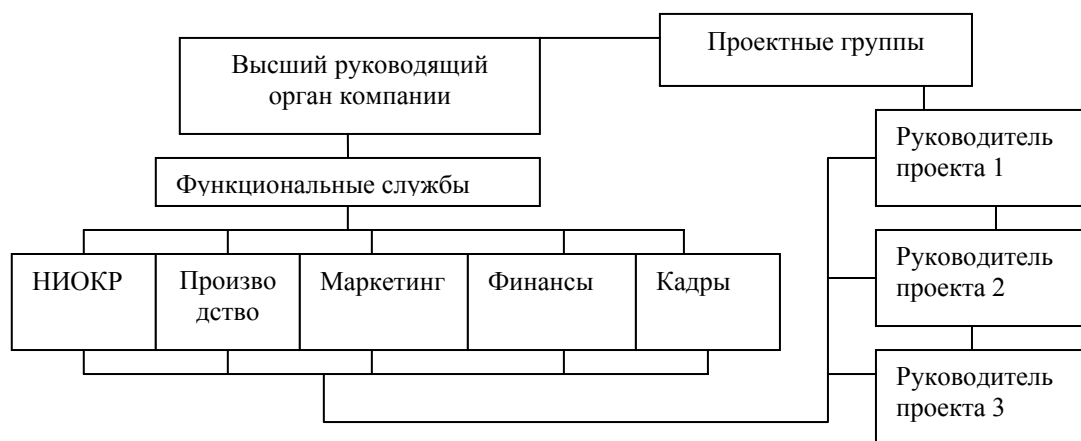 Проектные группы
Высший руководящий
орган компании
Руководитель
проекта 1
Функциональные службы
НИОКР
Произво
дство
Маркетинг
Финансы
Кадры
Руководитель
проекта 2
Руководитель
проекта 3